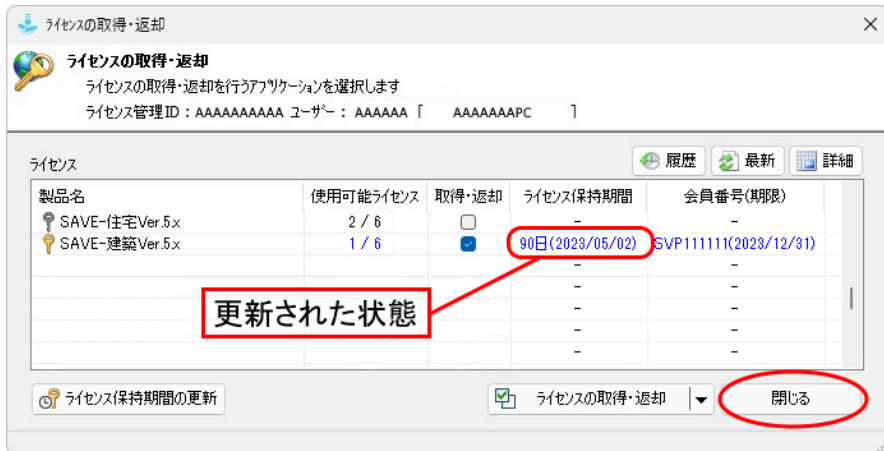 ライセンスの取得・返却
ライセンスの取得・返却
ライセンスの取得・返却を行うアプリケーションを選択します
ライセンス管理ID：AAAAAAAAAA ユーザー： AAAAAA [ AAAAAAAPC ]
ライセンス 履歴 最新 詳細
製品名 使用可能ライセンス 取得・返却 ライセンス保持期間 会員番号(期限)
SAVE-住宅Ver.5x 2 / 6 - -
SAVE-建築Ver.5x 1 / 6 90日(2023/05/02) SVP111111(2023/12/31)
- -
- -
- -
- -
- -
更新された状態
ライセンス保持期間の更新 ライセンスの取得・返却 閉じる